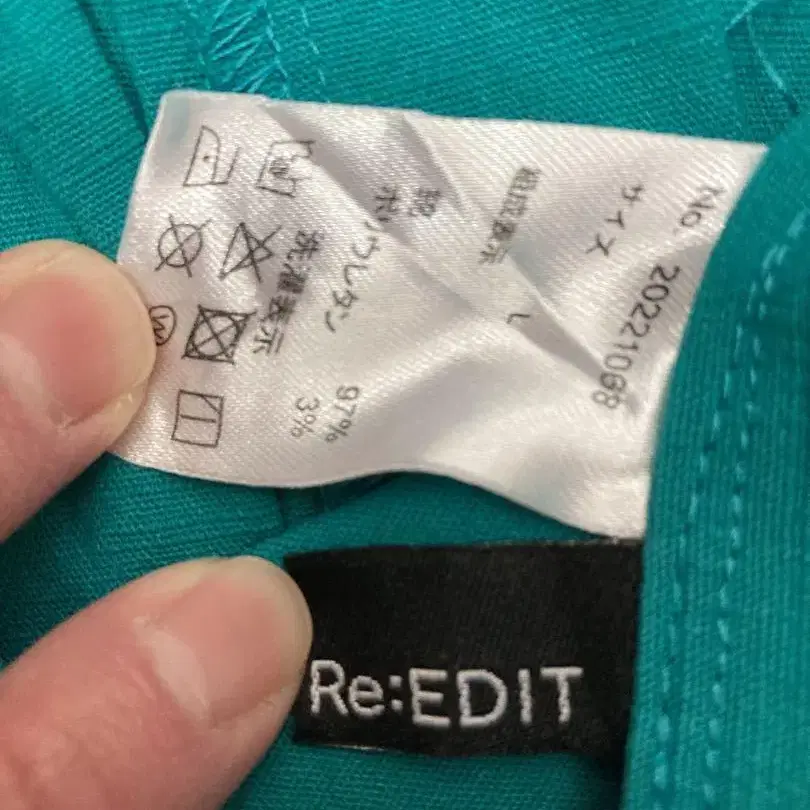 No. 20221088
サイズ L
組成表示
綿 97%
ポリウレタン 3%
洗濯表示
W
Re:EDIT